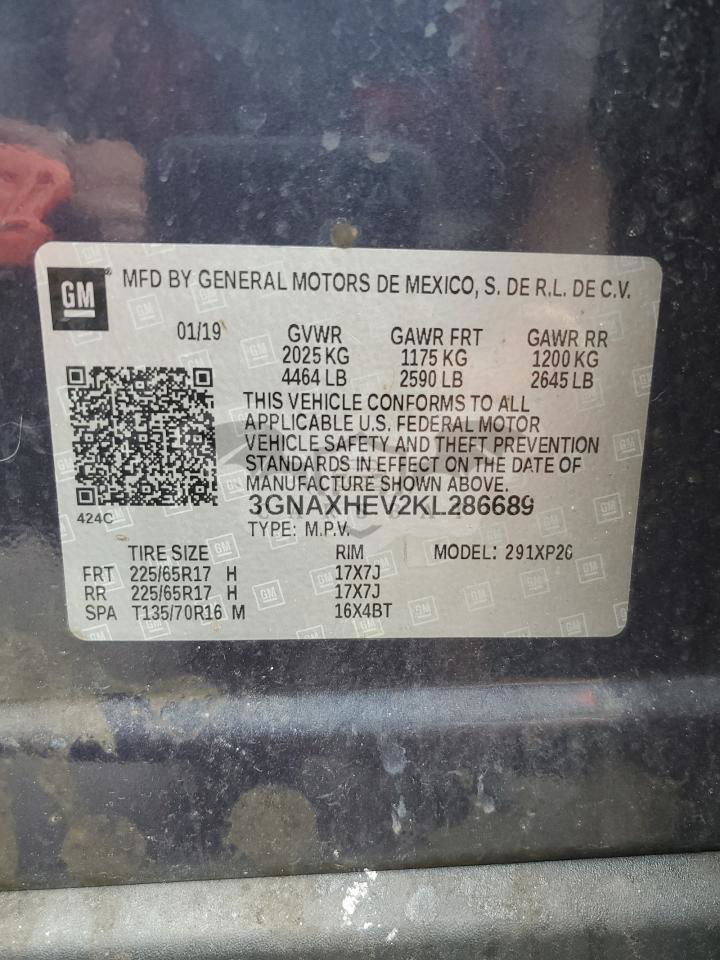 GM® MFD BY GENERAL MOTORS DE MEXICO, S. DE R.L. DE C.V.
01/19 GVWR GAWR FRT GAWR RR
2025 KG 1175 KG 1200 KG
4464 LB 2590 LB 2645 LB
THIS VEHICLE CONFORMS TO ALL
APPLICABLE U.S. FEDERAL MOTOR
VEHICLE SAFETY AND THEFT PREVENTION
STANDARDS IN EFFECT ON THE DATE OF
MANUFACTURE SHOWN ABOVE.
424C 3GNAXHEV2KL286689
TYPE: M.P.V.
TIRE SIZE RIM MODEL: 291XP26
FRT 225/65R17 H 17X7J
RR 225/65R17 H 17X7J
SPA T135/70R16 M 16X4BT